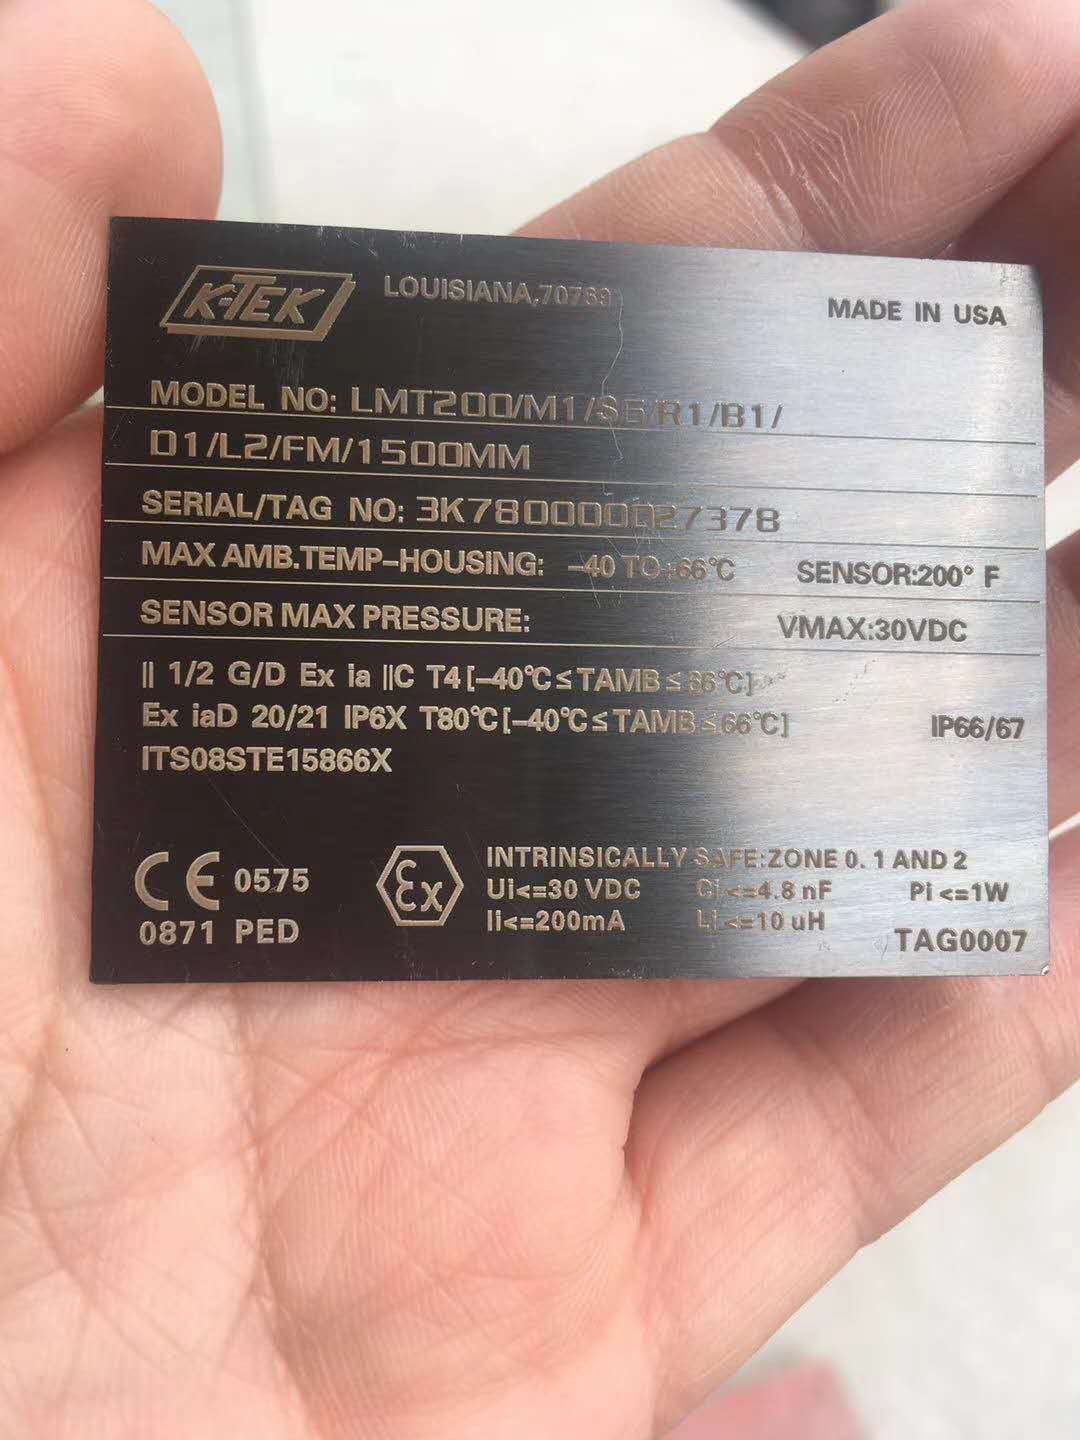 K-TEK
LOUISIANA,70769
MADE IN USA
MODEL NO: LMT200/M1/S6/R1/B1/
D1/L2/FM/1500MM
SERIAL/TAG NO: 3K780000027378
MAX AMB.TEMP-HOUSING: -40 TO+66°C SENSOR:200° F
SENSOR MAX PRESSURE: VMAX:30VDC
|| 1/2 G/D Ex ia ||C T4[-40°C≤TAMB≤66°C]
Ex iaD 20/21 IP6X T80°C[-40°C≤TAMB≤66°C] IP66/67
ITS08STE15866X
CE 0575
0871 PED
Ex
INTRINSICALLY SAFE:ZONE 0. 1 AND 2
Ui<=30 VDC Ci<=4.8 nF Pi<=1W
Ii<=200mA Li<=10 uH
TAG0007